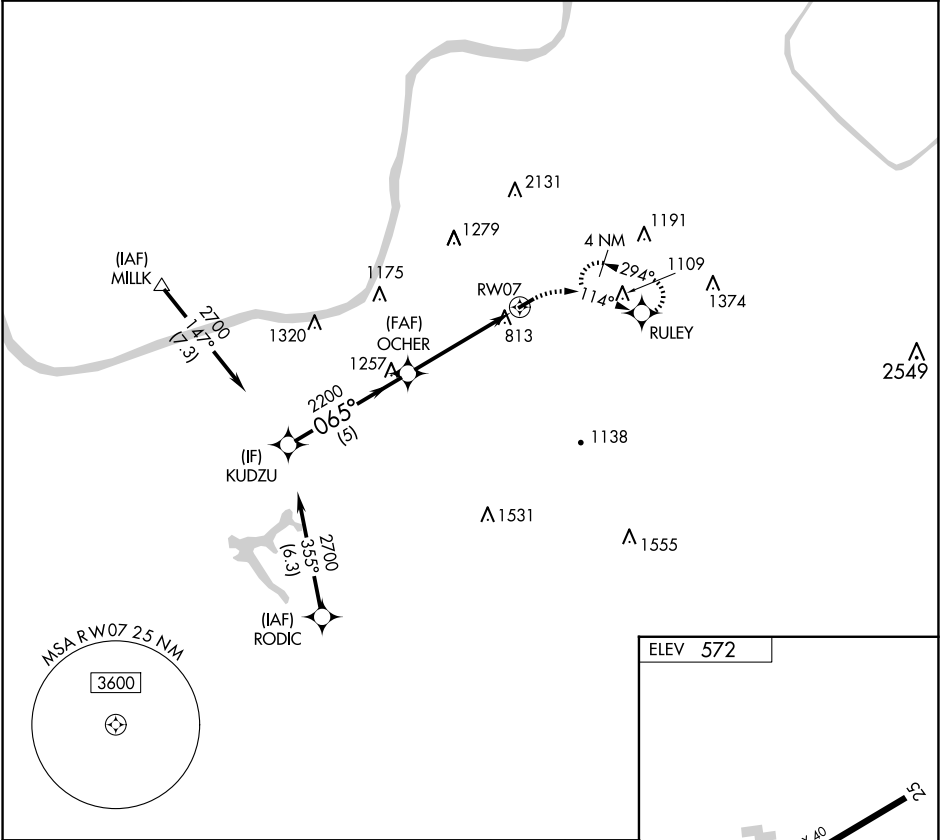 2131
1279
1191
4 NM
1109
294°
(IAF)
MILLK
1175
RW07
114°
1374
2700
147°
(7.3)
1320
(FAF)
OCHER
813
RULEY
1257
2549
2200
065°
(5)
1138
(IF)
KUDZU
1531
1555
2700
355°
(6.3)
(IAF)
RODIC
MSA RW07 25 NM
3600
ELEV 572
25
X 40